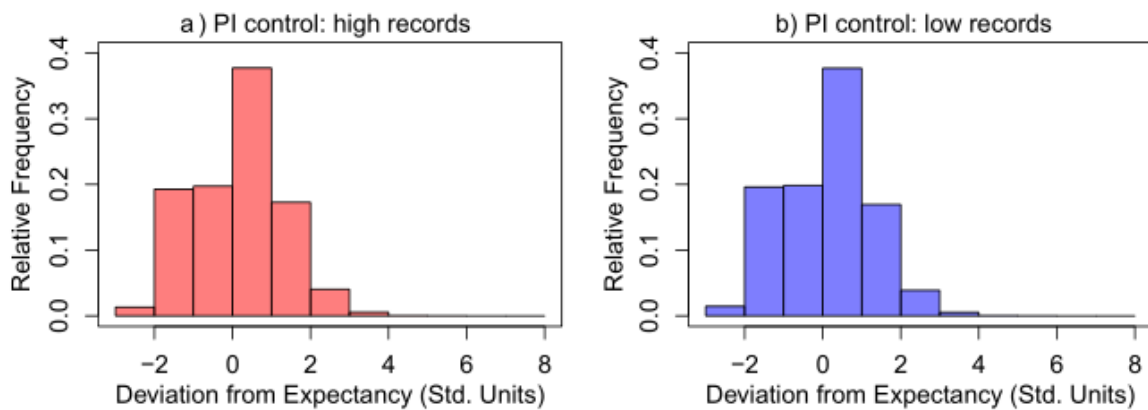 a) PI control: high records
Relative Frequency
0.4
0.3
0.2
0.1
0.0
−2 0 2 4 6 8
Deviation from Expectancy (Std. Units)
b) PI control: low records
Relative Frequency
0.4
0.3
0.2
0.1
0.0
−2 0 2 4 6 8
Deviation from Expectancy (Std. Units)